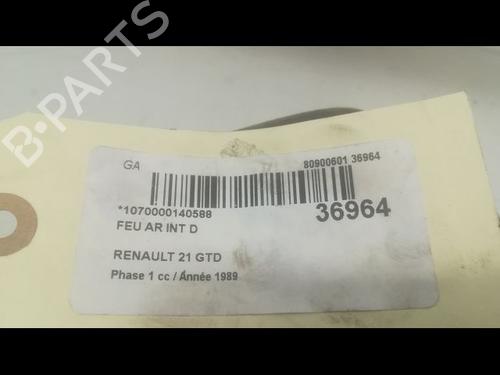 B-PARTS
GA
80900601 36964
*1070000140588
36964
FEU AR INT D
RENAULT 21 GTD
Phase 1 cc / Année 1989